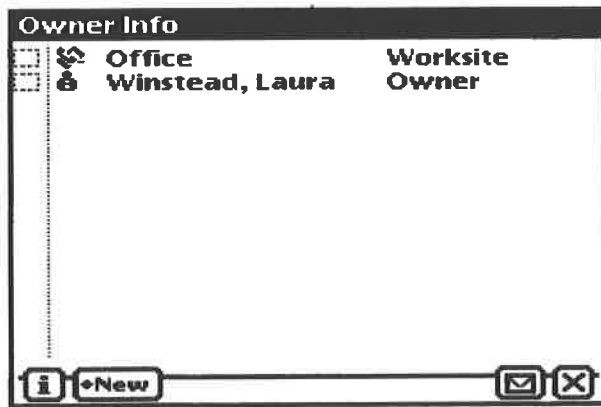 Owner Info
Office Worksite
Winstead, Laura Owner
i •New